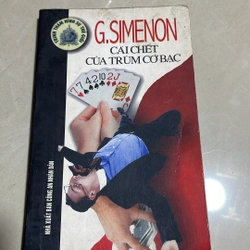 G.SIMENON
CÁI CHẾT
CỦA TRÙM CỜ BẠC
NHÀ XUẤT BẢN CÔNG AN NHÂN DÂN